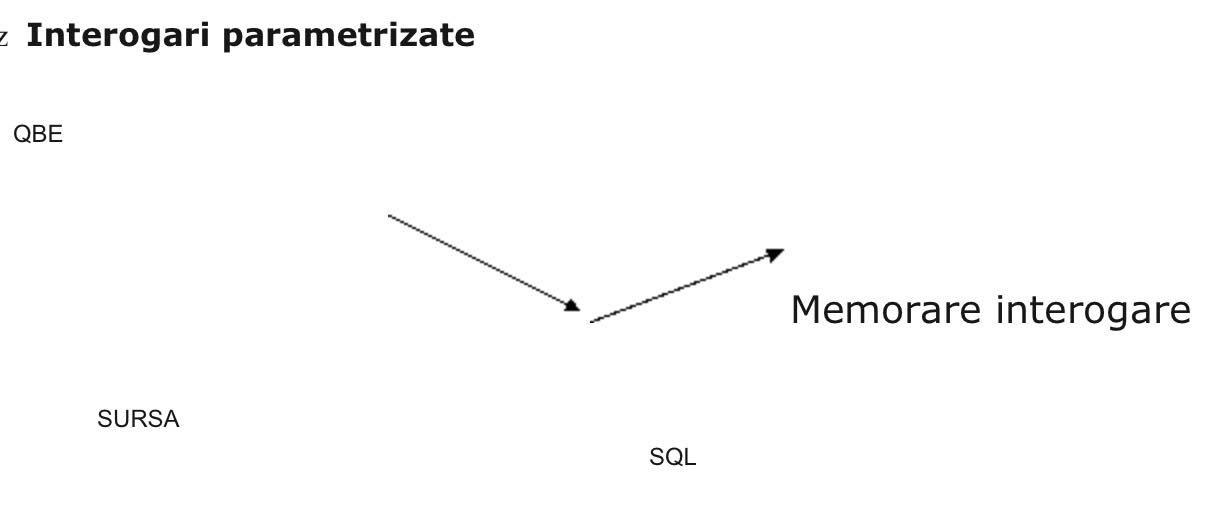 z Interogari parametrizate
QBE
Memorare interogare
SURSA
SQL